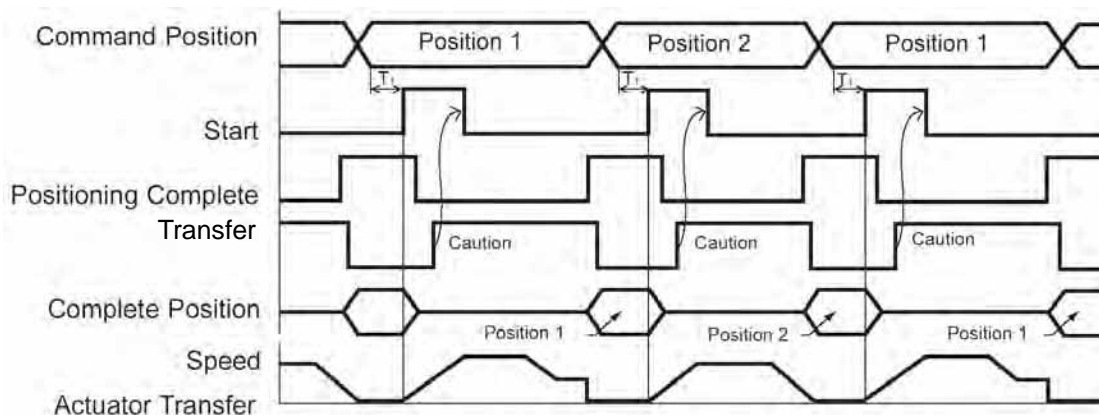 Command Position
Position 1
Position 2
Position 1
T₁
T₁
T₁
Start
Positioning Complete
Transfer
Caution
Caution
Caution
Complete Position
Position 1
Position 2
Position 1
Speed
Actuator Transfer